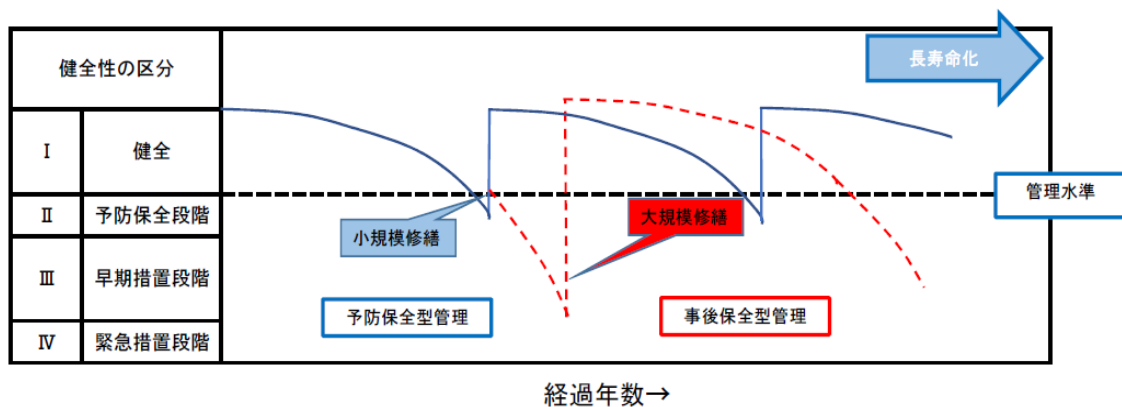 健全性の区分
長寿命化
Ⅰ 健全
管理水準
Ⅱ 予防保全段階
小規模修繕
大規模修繕
Ⅲ 早期措置段階
予防保全型管理
事後保全型管理
Ⅳ 緊急措置段階
経過年数→